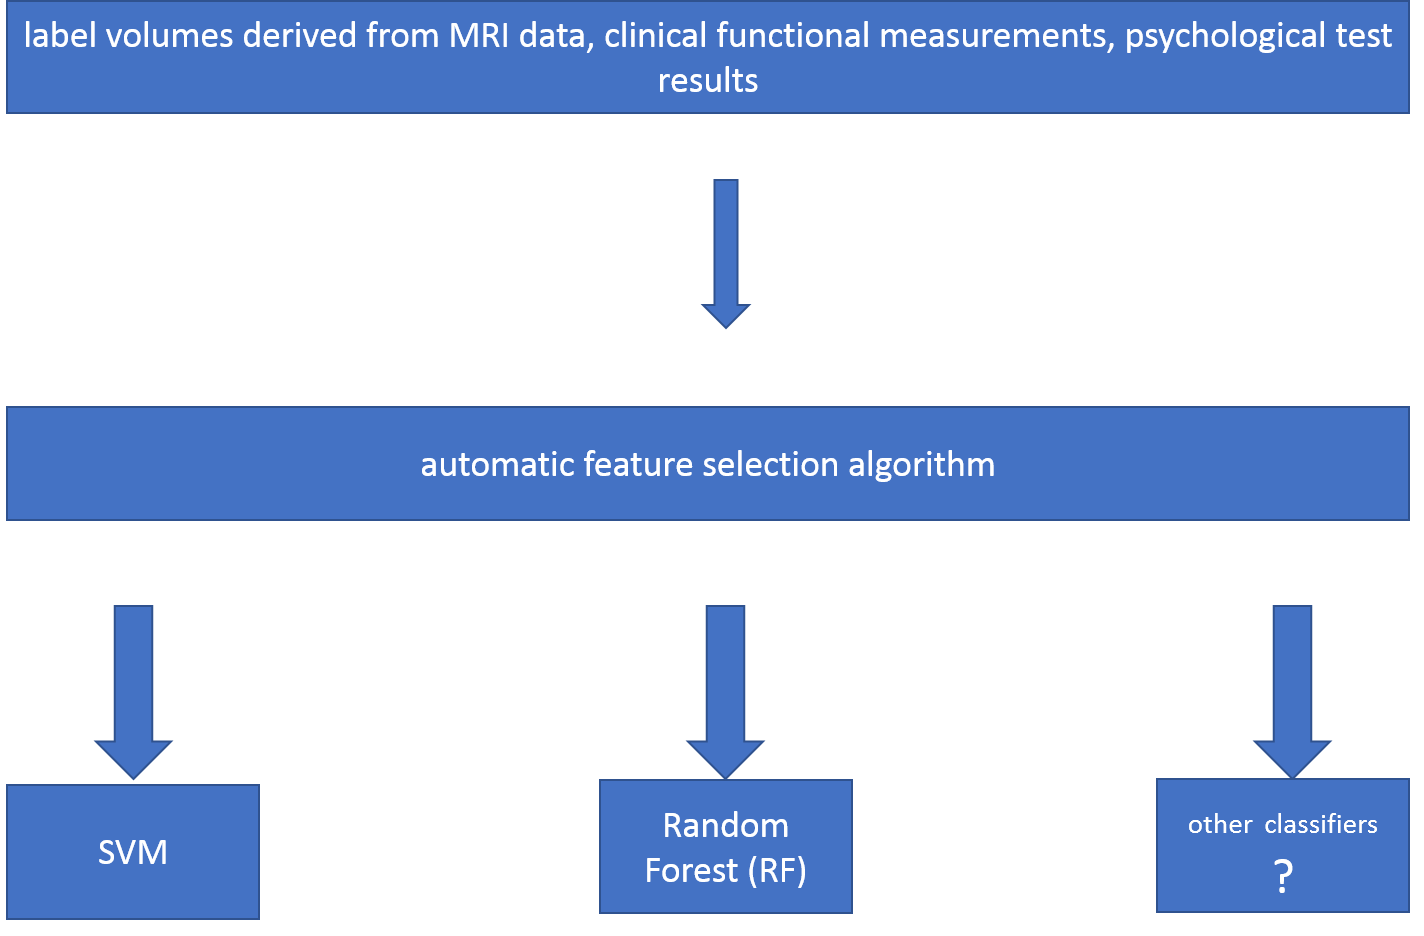 label volumes derived from MRI data, clinical functional measurements, psychological test
results
automatic feature selection algorithm
SVM
Random
Forest (RF)
other classifiers
?